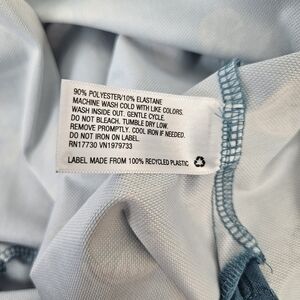 90% POLYESTER/10% ELASTANE
MACHINE WASH COLD WITH LIKE COLORS.
WASH INSIDE OUT. GENTLE CYCLE.
DO NOT BLEACH. TUMBLE DRY LOW.
REMOVE PROMPTLY. COOL IRON IF NEEDED.
DO NOT IRON ON LABEL.
RN17730 VN1979733
LABEL MADE FROM 100% RECYCLED PLASTIC